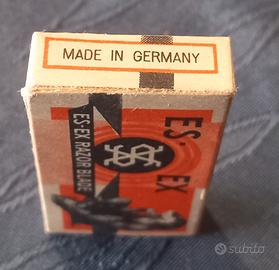 MADE IN GERMANY
ES-EX
ES-EX RAZOR BLADE
subito